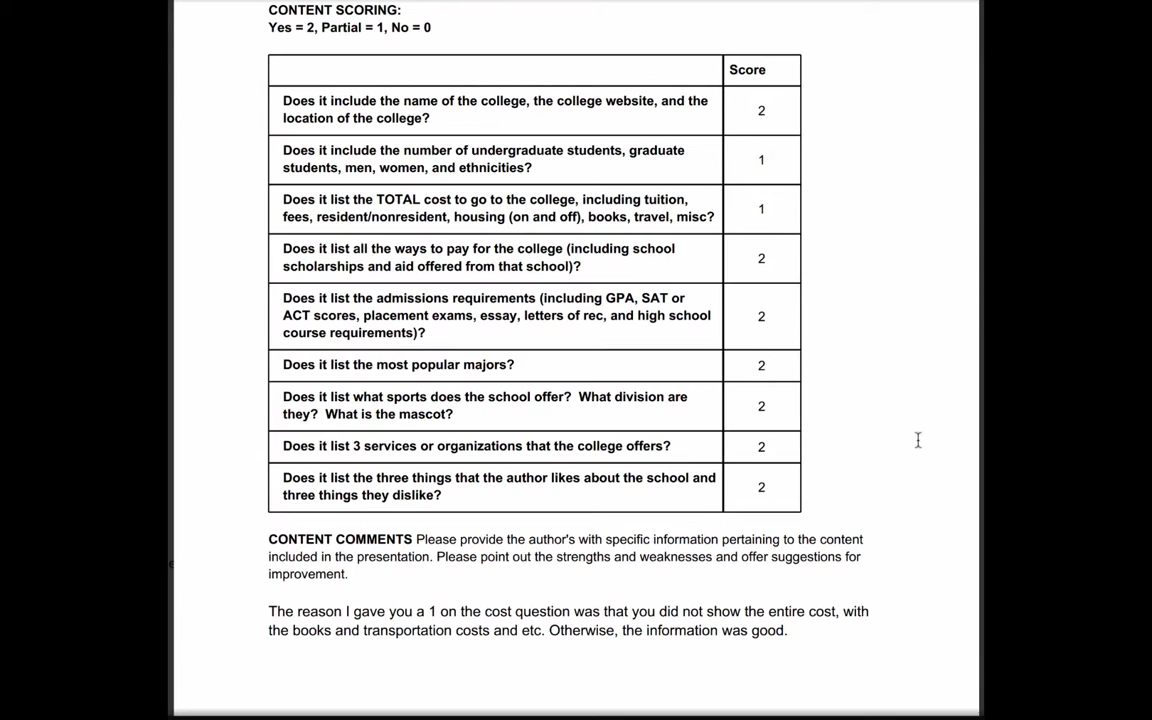 CONTENT SCORING:
Yes = 2, Partial = 1, No = 0
Score
Does it include the name of the college, the college website, and the
location of the college?
2
Does it include the number of undergraduate students, graduate
students, men, women, and ethnicities?
1
Does it list the TOTAL cost to go to the college, including tuition,
fees, resident/nonresident, housing (on and off), books, travel, misc?
1
Does it list all the ways to pay for the college (including school
scholarships and aid offered from that school)?
2
Does it list the admissions requirements (including GPA, SAT or
ACT scores, placement exams, essay, letters of rec, and high school
course requirements)?
2
Does it list the most popular majors?
2
Does it list what sports does the school offer? What division are
they? What is the mascot?
2
Does it list 3 services or organizations that the college offers?
2
Does it list the three things that the author likes about the school and
three things they dislike?
2
CONTENT COMMENTS Please provide the author's with specific information pertaining to the content
included in the presentation. Please point out the strengths and weaknesses and offer suggestions for
improvement.
The reason I gave you a 1 on the cost question was that you did not show the entire cost, with
the books and transportation costs and etc. Otherwise, the information was good.